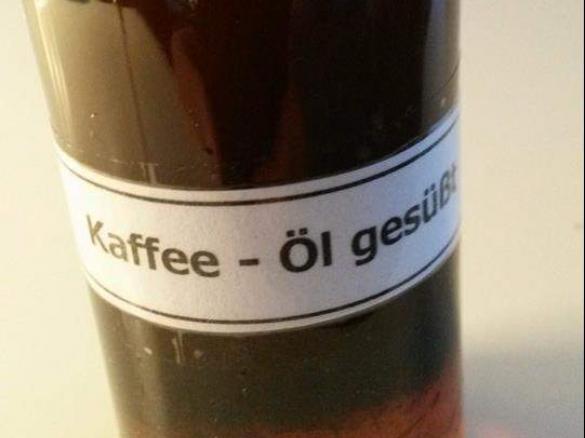 Kaffee - Öl gesüßt